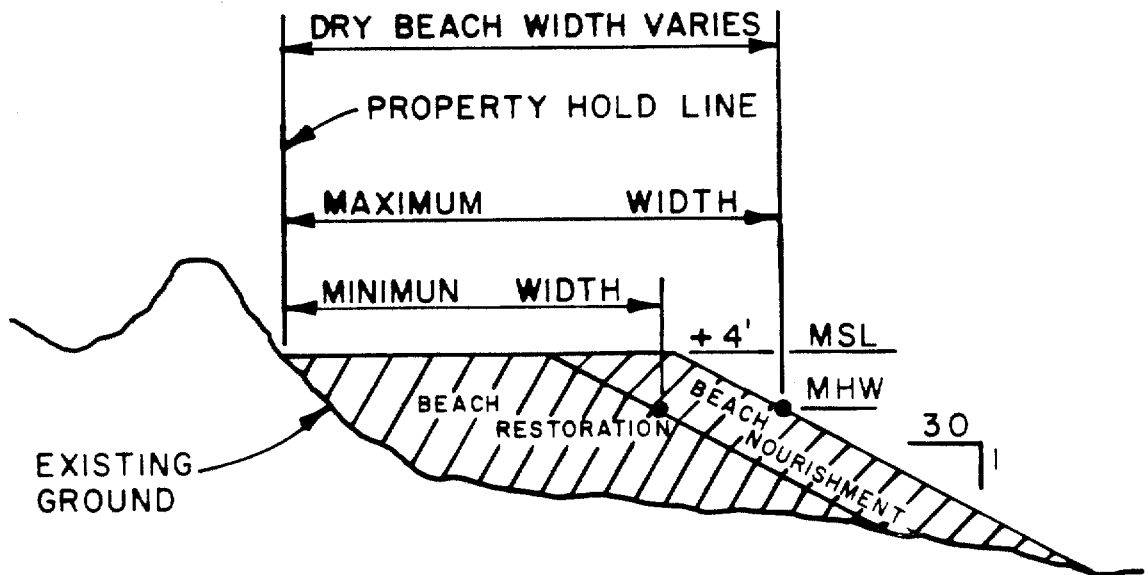 DRY BEACH WIDTH VARIES
PROPERTY HOLD LINE
MAXIMUM WIDTH
MINIMUN WIDTH
+4' MSL
MHW
BEACH
RESTORATION
BEACH
NOURISHMENT
30
1
EXISTING
GROUND